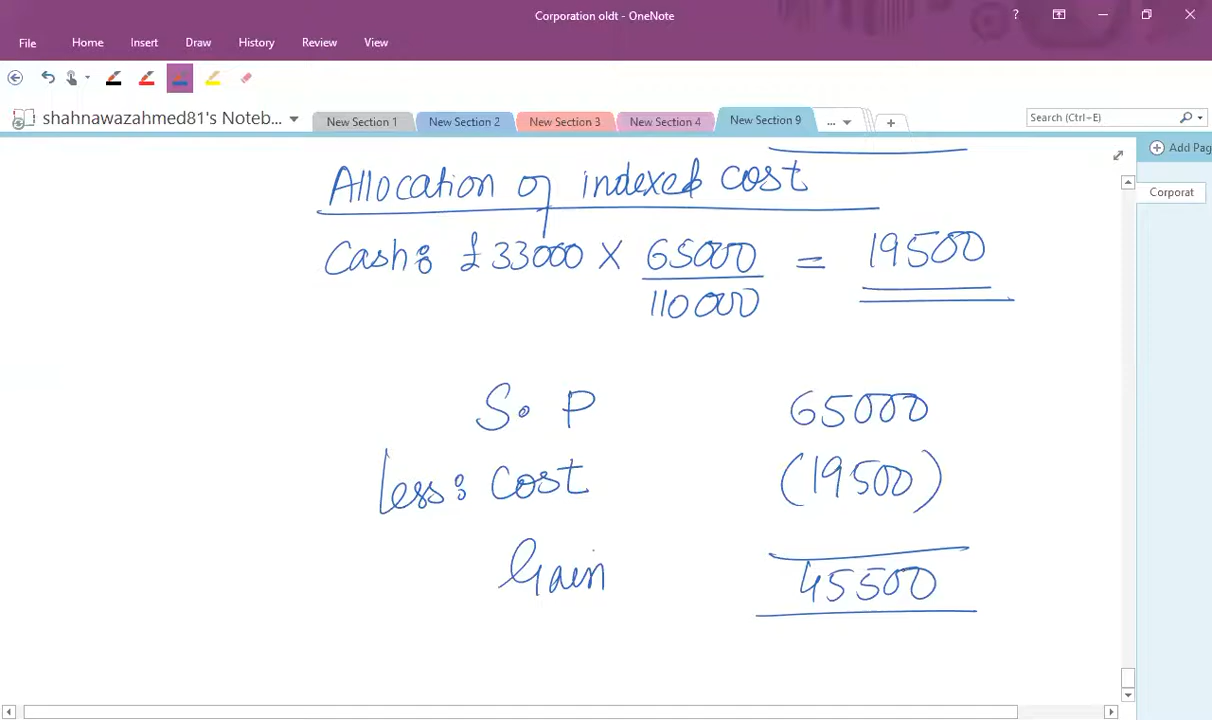 Corporation oldt - OneNote
?
File Home Insert Draw History Review View
shahnawazahmed81's Noteb... New Section 1 New Section 2 New Section 3 New Section 4 New Section 9 ... + Search (Ctrl+E)
Add Pag
Corporat
Allocation of indexed cost
Cash: £33000 × 65000 = 19500
110000
S.P 65000
less: cost (19500)
Gain 45500